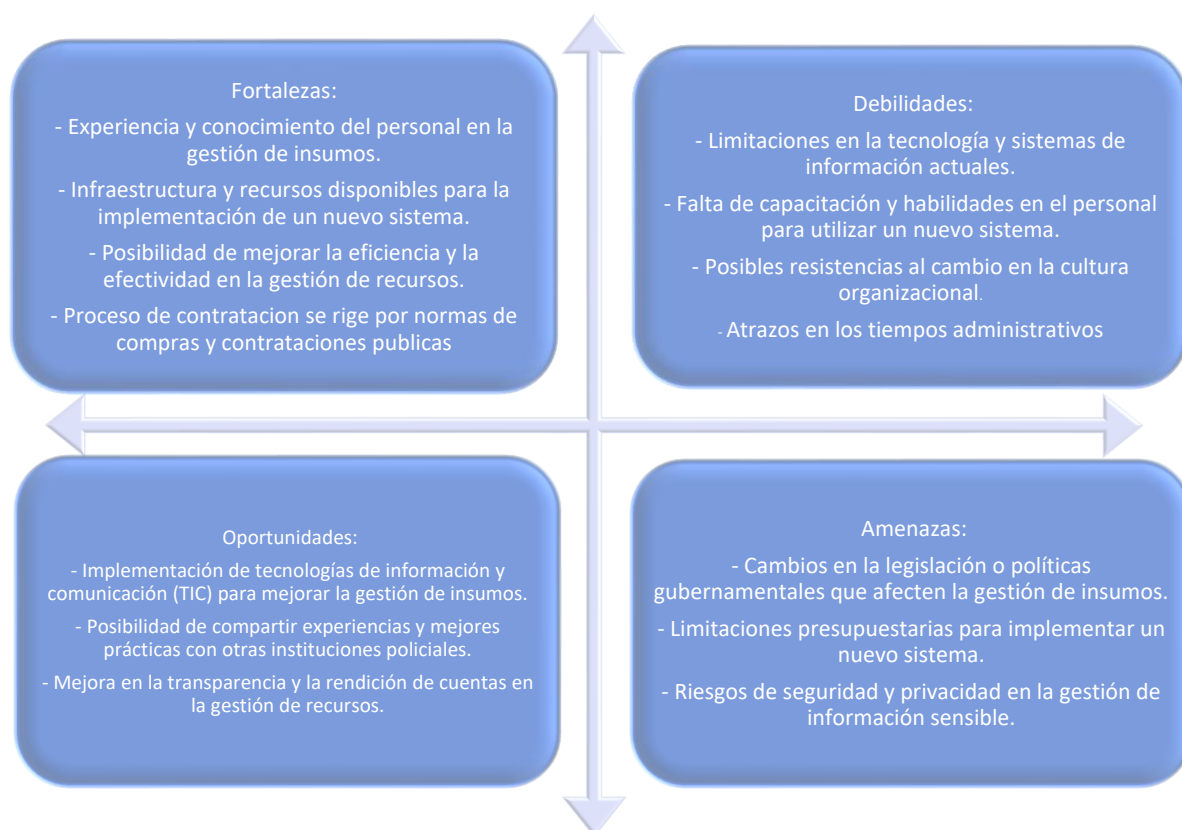 Fortalezas:
- Experiencia y conocimiento del personal en la
gestión de insumos.
- Infraestructura y recursos disponibles para la
implementación de un nuevo sistema.
- Posibilidad de mejorar la eficiencia y la
efectividad en la gestión de recursos.
- Proceso de contratacion se rige por normas de
compras y contrataciones publicas
Debilidades:
- Limitaciones en la tecnología y sistemas de
información actuales.
- Falta de capacitación y habilidades en el personal
para utilizar un nuevo sistema.
- Posibles resistencias al cambio en la cultura
organizacional.
- Atrazos en los tiempos administrativos
Oportunidades:
- Implementación de tecnologías de información y
comunicación (TIC) para mejorar la gestión de insumos.
- Posibilidad de compartir experiencias y mejores
prácticas con otras instituciones policiales.
- Mejora en la transparencia y la rendición de cuentas en
la gestión de recursos.
Amenazas:
- Cambios en la legislación o políticas
gubernamentales que afecten la gestión de insumos.
- Limitaciones presupuestarias para implementar un
nuevo sistema.
- Riesgos de seguridad y privacidad en la gestión de
información sensible.